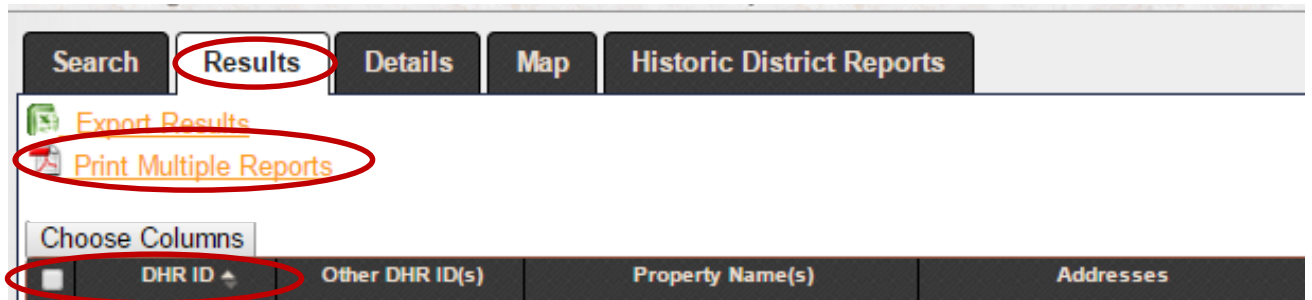 Search Results Details Map Historic District Reports
Export Results
Print Multiple Reports
Choose Columns
DHR ID Other DHR ID(s) Property Name(s) Addresses